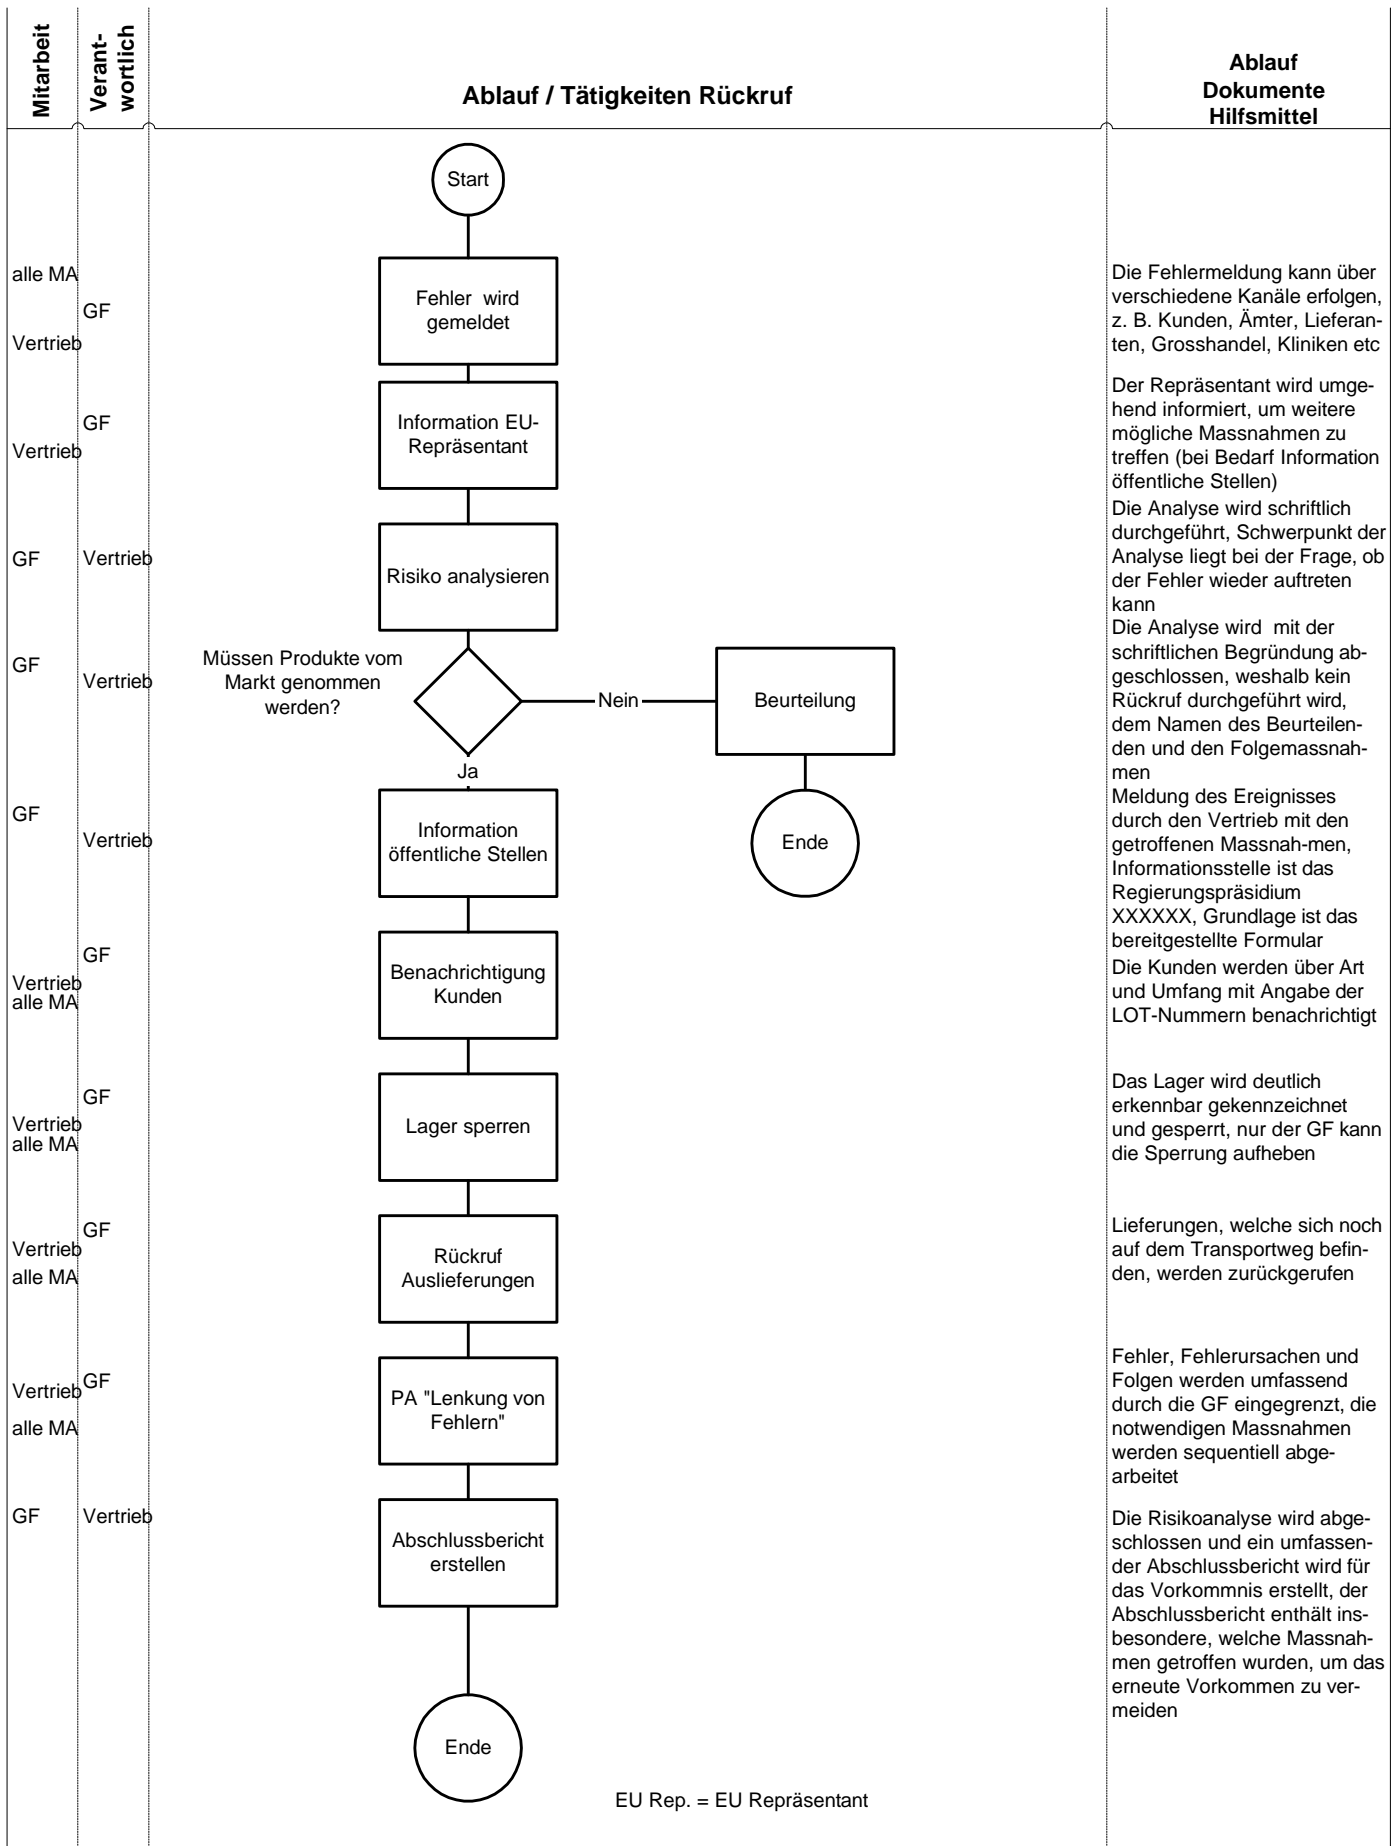 Mitarbeit
Verant-
wortlich
Ablauf / Tätigkeiten Rückruf
Ablauf
Dokumente
Hilfsmittel
Start
alle MA
GF
Vertrieb
Fehler wird
gemeldet
Die Fehlermeldung kann über
verschiedene Kanäle erfolgen,
z. B. Kunden, Ämter, Lieferan-
ten, Grosshandel, Kliniken etc
GF
Vertrieb
Information EU-
Repräsentant
Der Repräsentant wird umge-
hend informiert, um weitere
mögliche Massnahmen zu
treffen (bei Bedarf Information
öffentliche Stellen)
GF
Vertrieb
Risiko analysieren
Die Analyse wird schriftlich
durchgeführt, Schwerpunkt der
Analyse liegt bei der Frage, ob
der Fehler wieder auftreten
kann
GF
Vertrieb
Müssen Produkte vom
Markt genommen
werden?
Nein
Beurteilung
Die Analyse wird mit der
schriftlichen Begründung ab-
geschlossen, weshalb kein
Rückruf durchgeführt wird,
dem Namen des Beurteilen-
den und den Folgemassnah-
men
Ja
GF
Vertrieb
Information
öffentliche Stellen
Ende
Meldung des Ereignisses
durch den Vertrieb mit den
getroffenen Massnah-men,
Informationsstelle ist das
Regierungspräsidium
XXXXXX, Grundlage ist das
bereitgestellte Formular
GF
Vertrieb
alle MA
Benachrichtigung
Kunden
Die Kunden werden über Art
und Umfang mit Angabe der
LOT-Nummern benachrichtigt
GF
Vertrieb
alle MA
Lager sperren
Das Lager wird deutlich
erkennbar gekennzeichnet
und gesperrt, nur der GF kann
die Sperrung aufheben
GF
Vertrieb
alle MA
Rückruf
Auslieferungen
Lieferungen, welche sich noch
auf dem Transportweg befin-
den, werden zurückgerufen
GF
Vertrieb
alle MA
PA "Lenkung von
Fehlern"
Fehler, Fehlerursachen und
Folgen werden umfassend
durch die GF eingegrenzt, die
notwendigen Massnahmen
werden sequentiell abge-
arbeitet
GF
Vertrieb
Abschlussbericht
erstellen
Die Risikoanalyse wird abge-
schlossen und ein umfassen-
der Abschlussbericht wird für
das Vorkommnis erstellt, der
Abschlussbericht enthält ins-
besondere, welche Massnah-
men getroffen wurden, um das
erneute Vorkommen zu ver-
meiden
Ende
EU Rep. = EU Repräsentant